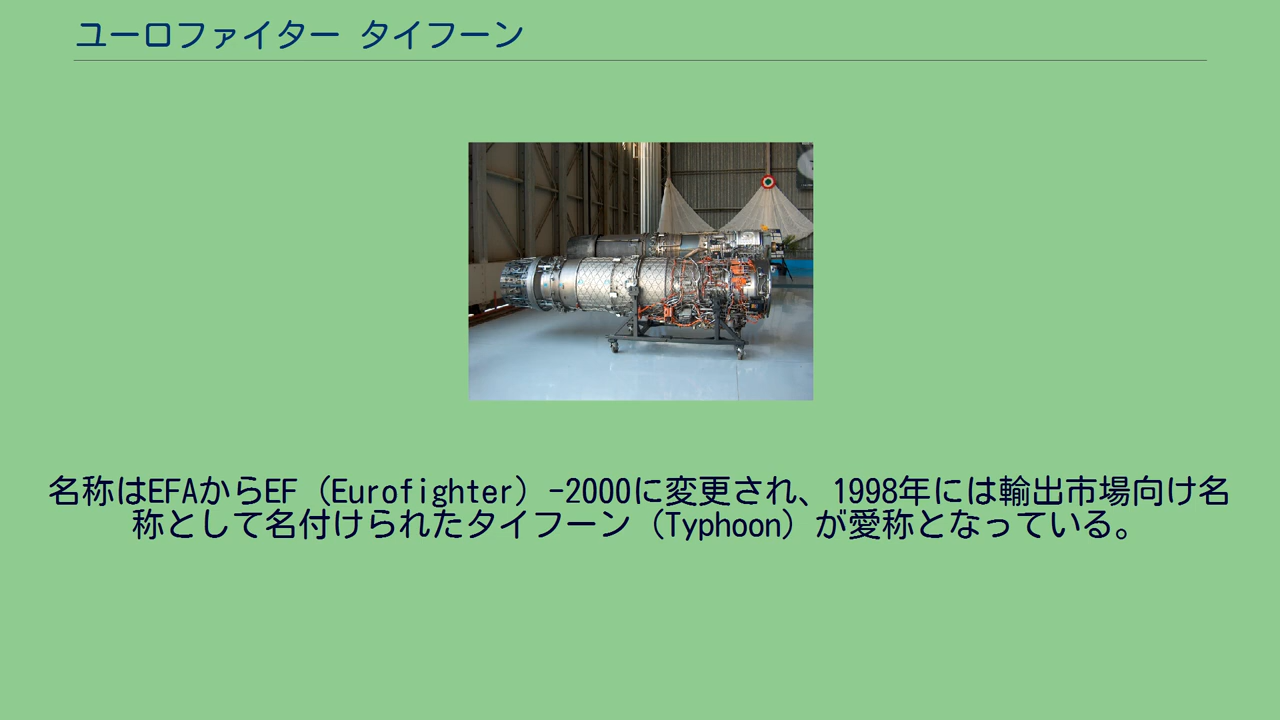 ユーロファイター タイフーン
名称はEFAからEF（Eurofighter）-2000に変更され、1998年には輸出市場向け名
称として名付けられたタイフーン（Typhoon）が愛称となっている。